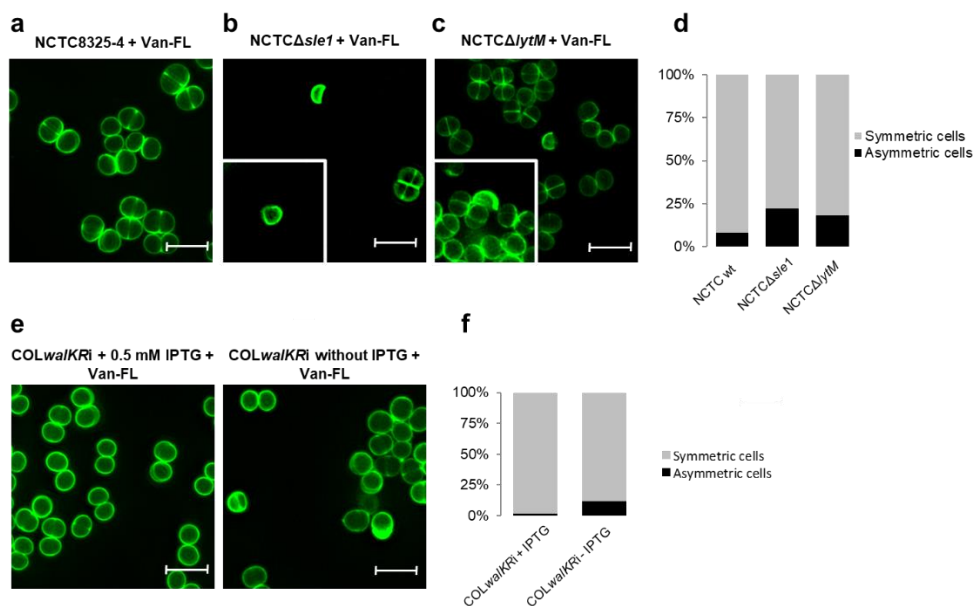 a
NCTC8325-4 + Van-FL
b
NCTCΔsle1 + Van-FL
c
NCTCΔlytM + Van-FL
d
100%
75%
50%
25%
0%
NCTC wt
NCTCΔsle1
NCTCΔlytM
Symmetric cells
Asymmetric cells
e
COLwalKRi + 0.5 mM IPTG +
Van-FL
COLwalKRi without IPTG +
Van-FL
f
100%
75%
50%
25%
0%
COLwalKRi + IPTG
COLwalKRi - IPTG
Symmetric cells
Asymmetric cells